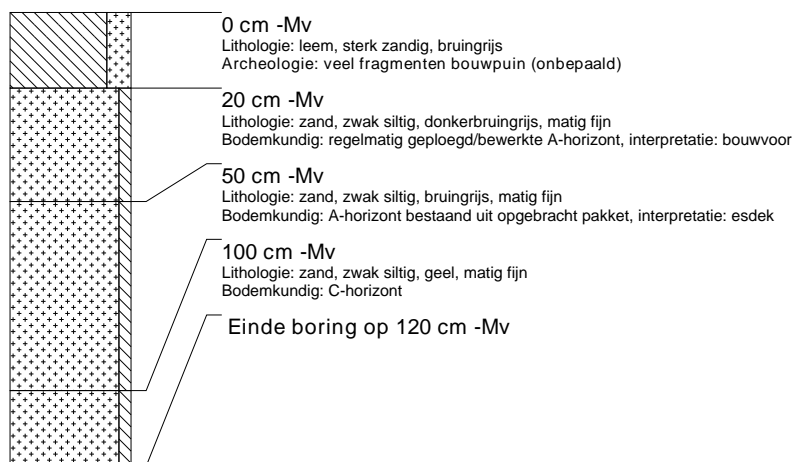 0 cm -Mv
Lithologie: leem, sterk zandig, bruingrijs
Archeologie: veel fragmenten bouwpuin (onbepaald)
20 cm -Mv
Lithologie: zand, zwak siltig, donkerbruingrijs, matig fijn
Bodemkundig: regelmatig geploegd/bewerkte A-horizont, interpretatie: bouwvoor
50 cm -Mv
Lithologie: zand, zwak siltig, bruingrijs, matig fijn
Bodemkundig: A-horizont bestaand uit opgebracht pakket, interpretatie: esdek
100 cm -Mv
Lithologie: zand, zwak siltig, geel, matig fijn
Bodemkundig: C-horizont
Einde boring op 120 cm -Mv